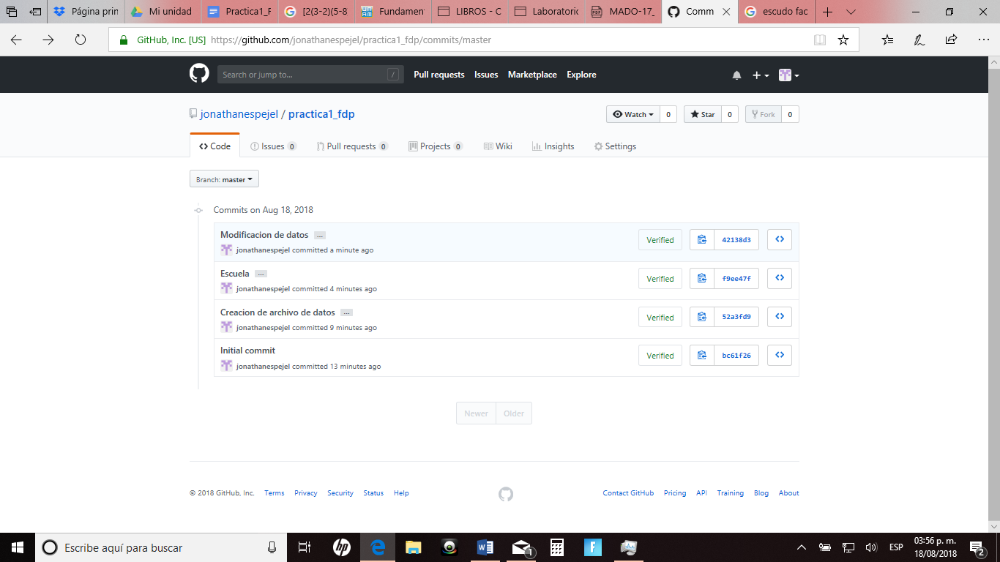 Página prin
Mi unidad
Practica1_F
[2(3-2)(5-8
Fundamen
LIBROS - C
Laboratorio
MADO-17_
Comm
escudo fac
GitHub, Inc. [US] https://github.com/jonathanespejel/practica1_fdp/commits/master
Search or jump to... / Pull requests Issues Marketplace Explore
jonathanespejel / practica1_fdp
Watch 0 Star 0 Fork 0
Code Issues 0 Pull requests 0 Projects 0 Wiki Insights Settings
Branch: master
Commits on Aug 18, 2018
Modificacion de datos ...
Verified 42138d3
jonathanespejel committed a minute ago
Escuela ...
Verified f9ee47f
jonathanespejel committed 4 minutes ago
Creacion de archivo de datos ...
Verified 52a3fd9
jonathanespejel committed 9 minutes ago
Initial commit
Verified bc61f26
jonathanespejel committed 13 minutes ago
Newer Older
© 2018 GitHub, Inc. Terms Privacy Security Status Help
Contact GitHub Pricing API Training Blog About
Escribe aquí para buscar
hp
1
ESP
03:56 p. m.
18/08/2018
2